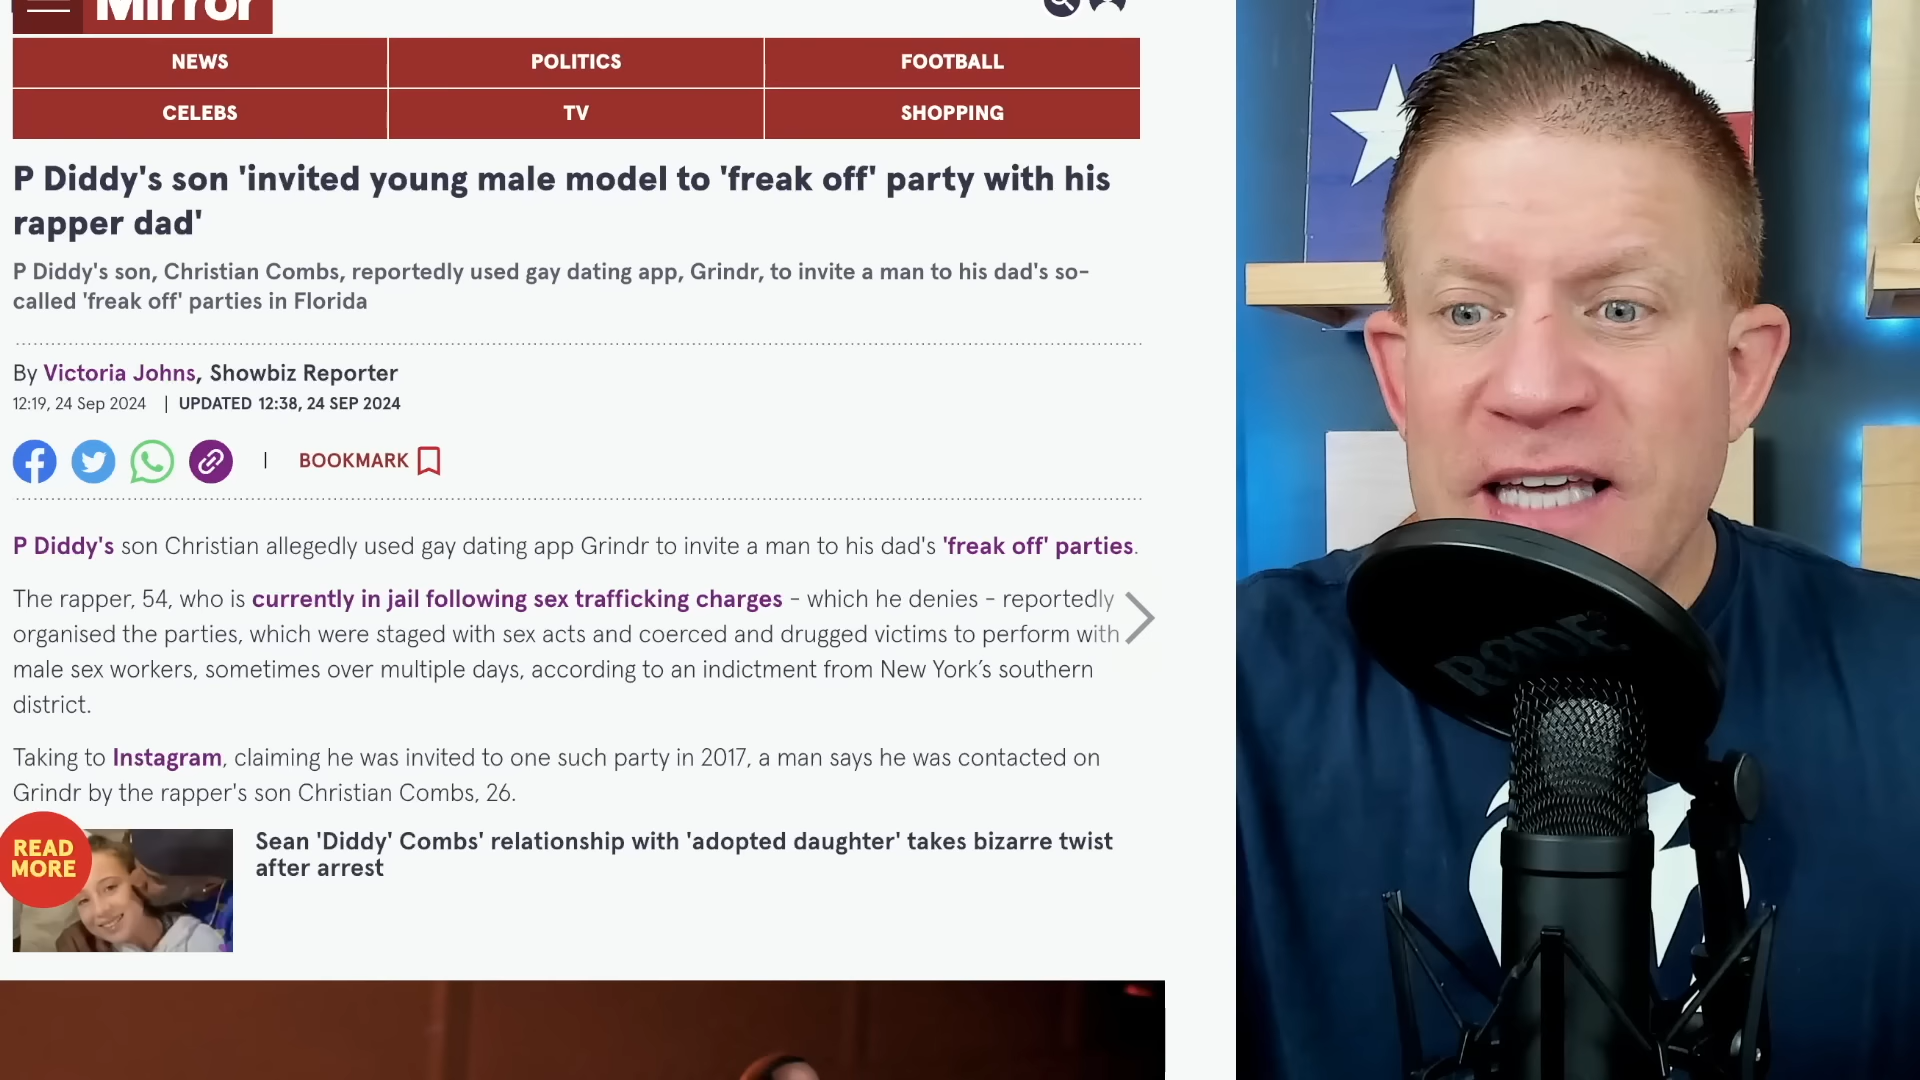 Mirror
NEWS
POLITICS
FOOTBALL
CELEBS
TV
SHOPPING
P Diddy's son 'invited young male model to 'freak off' party with his
rapper dad'
P Diddy's son, Christian Combs, reportedly used gay dating app, Grindr, to invite a man to his dad's so-
called 'freak off' parties in Florida
By Victoria Johns, Showbiz Reporter
12:19, 24 Sep 2024 | UPDATED 12:38, 24 SEP 2024
| BOOKMARK
P Diddy's son Christian allegedly used gay dating app Grindr to invite a man to his dad's 'freak off' parties.
The rapper, 54, who is currently in jail following sex trafficking charges - which he denies - reportedly
organised the parties, which were staged with sex acts and coerced and drugged victims to perform with
male sex workers, sometimes over multiple days, according to an indictment from New York’s southern
district.
Taking to Instagram, claiming he was invited to one such party in 2017, a man says he was contacted on
Grindr by the rapper's son Christian Combs, 26.
READ
MORE
Sean 'Diddy' Combs' relationship with 'adopted daughter' takes bizarre twist
after arrest
RØDE